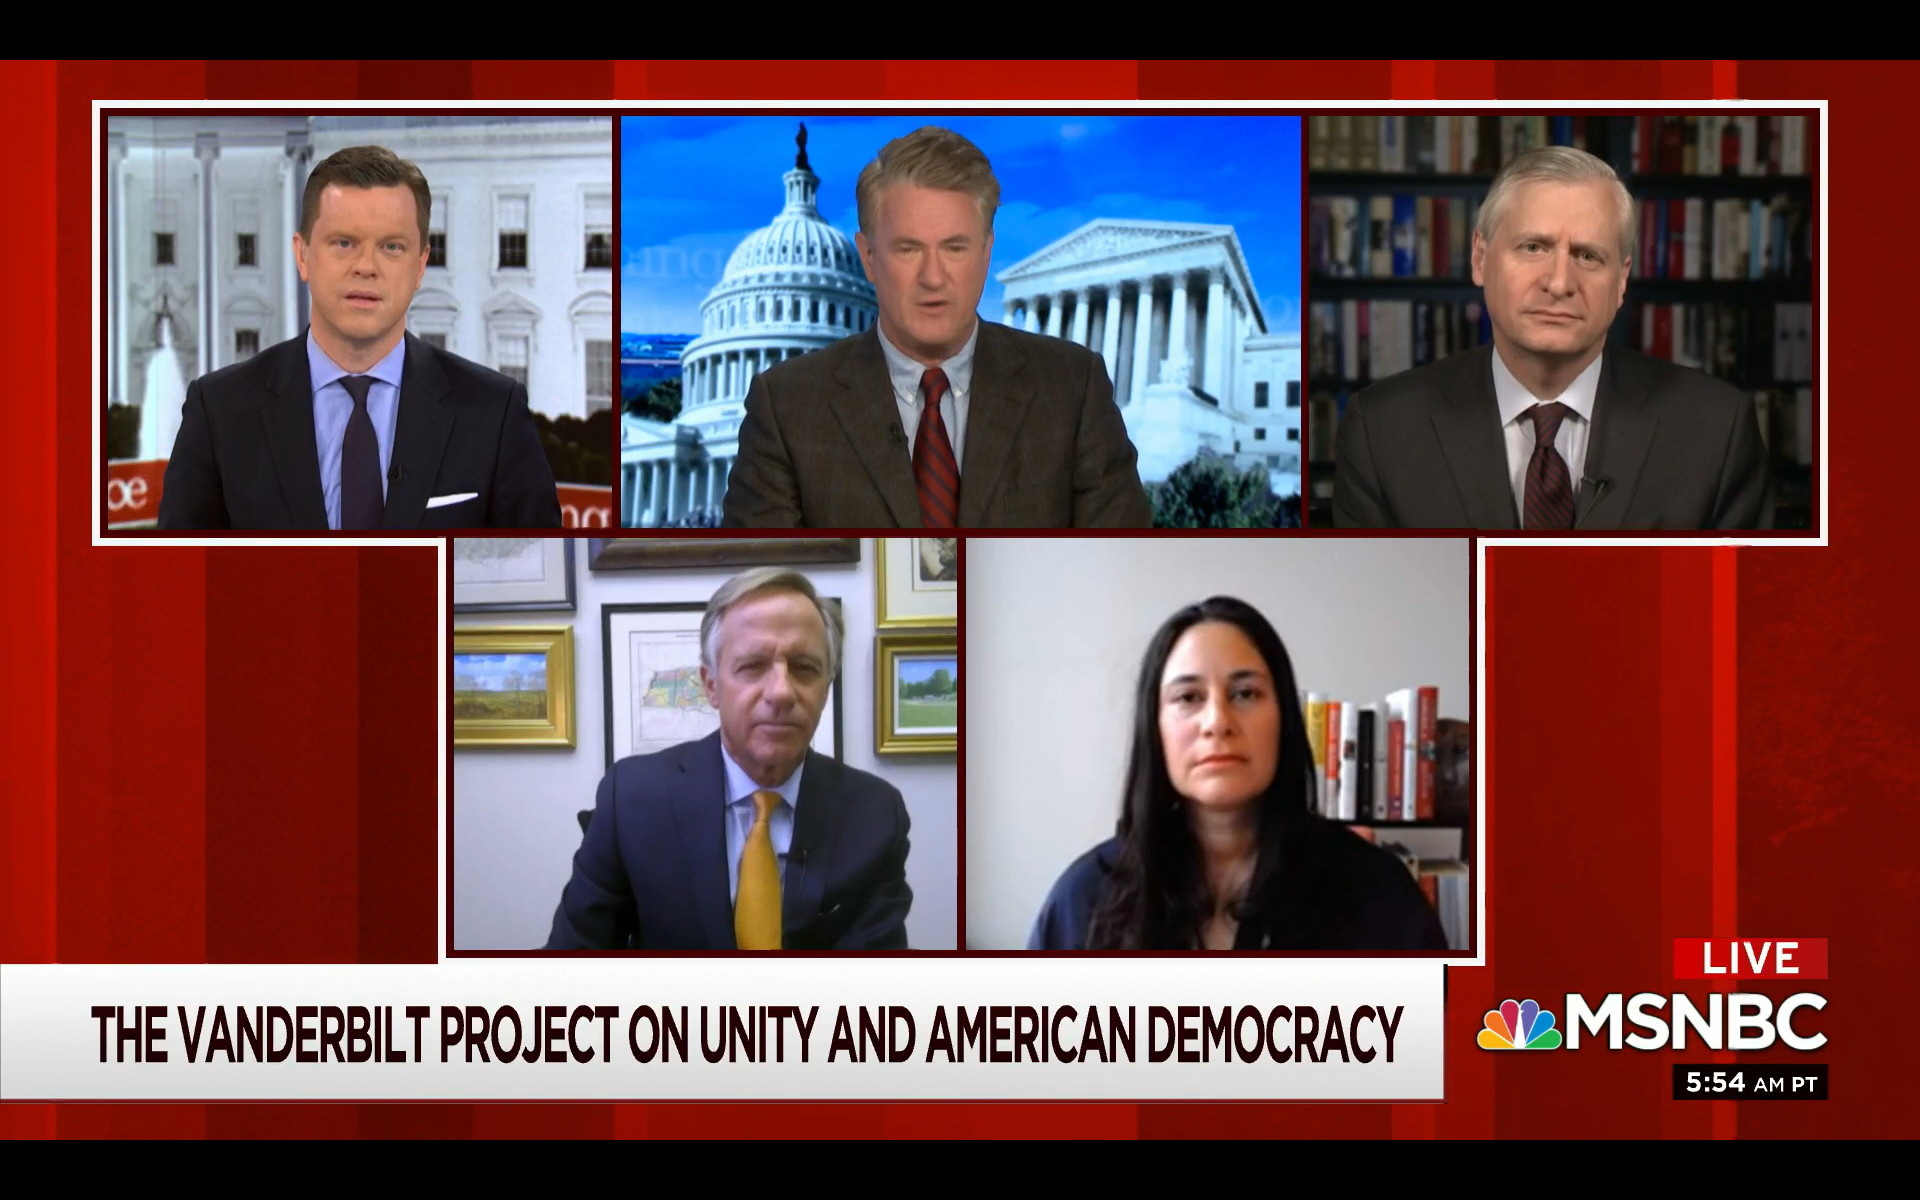 THE VANDERBILT PROJECT ON UNITY AND AMERICAN DEMOCRACY
LIVE
MSNBC
5:54 AM PT